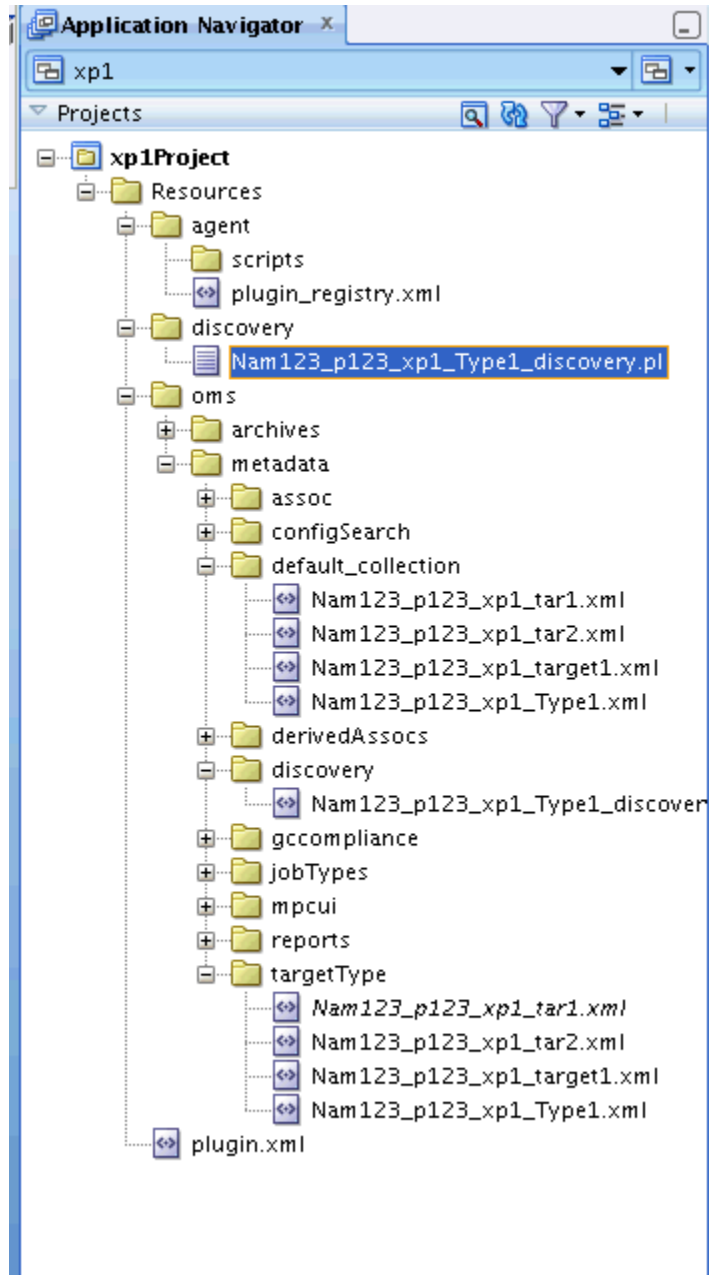 Application Navigator x
xp1
Projects
xp1Project
Resources
agent
scripts
plugin_registry.xml
discovery
Nam123_p123_xp1_Type1_discovery.pl
oms
archives
metadata
assoc
configSearch
default_collection
Nam123_p123_xp1_tar1.xml
Nam123_p123_xp1_tar2.xml
Nam123_p123_xp1_target1.xml
Nam123_p123_xp1_Type1.xml
derivedAssocs
discovery
Nam123_p123_xp1_Type1_discover
gccompliance
jobTypes
mpcui
reports
targetType
Nam123_p123_xp1_tar1.xml
Nam123_p123_xp1_tar2.xml
Nam123_p123_xp1_target1.xml
Nam123_p123_xp1_Type1.xml
plugin.xml